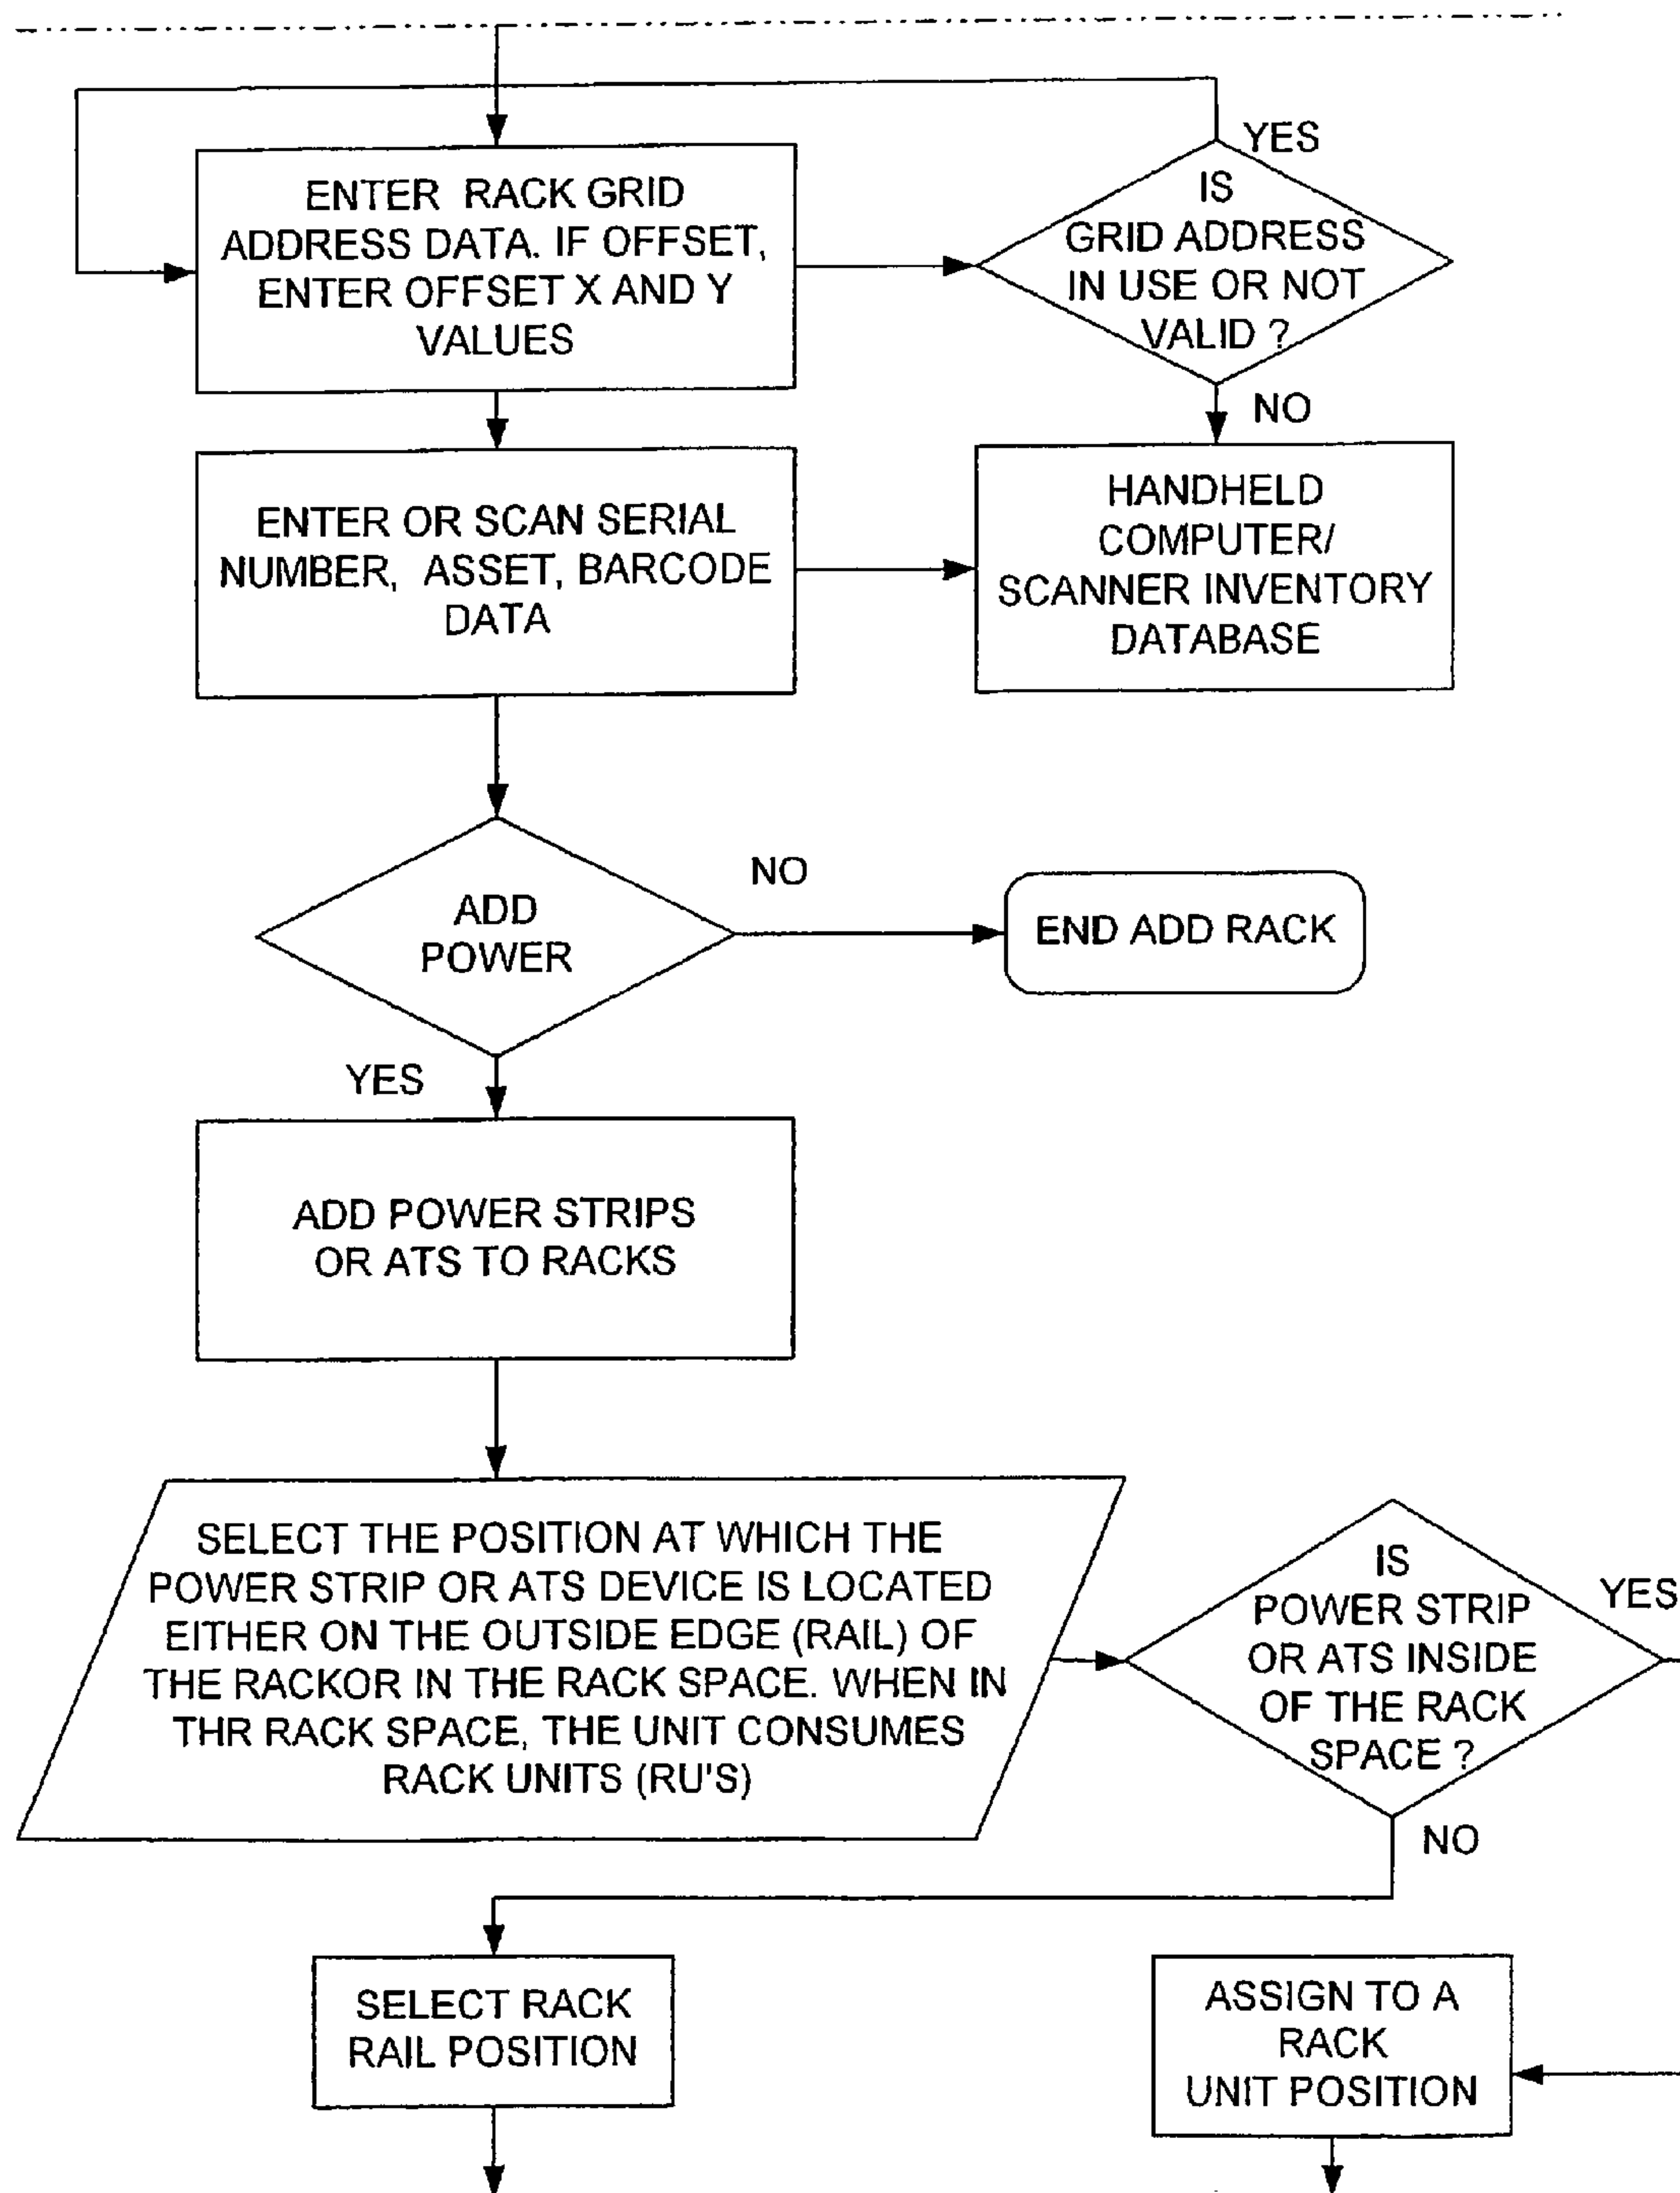 YES
ENTER RACK GRID
ADDRESS DATA. IF OFFSET,
ENTER OFFSET X AND Y
VALUES
IS
GRID ADDRESS
IN USE OR NOT
VALID ?
NO
ENTER OR SCAN SERIAL
NUMBER, ASSET, BARCODE
DATA
HANDHELD
COMPUTER/
SCANNER INVENTORY
DATABASE
ADD
POWER
NO
END ADD RACK
YES
ADD POWER STRIPS
OR ATS TO RACKS
SELECT THE POSITION AT WHICH THE
POWER STRIP OR ATS DEVICE IS LOCATED
EITHER ON THE OUTSIDE EDGE (RAIL) OF
THE RACKOR IN THE RACK SPACE. WHEN IN
THR RACK SPACE, THE UNIT CONSUMES
RACK UNITS (RU'S)
IS
POWER STRIP
OR ATS INSIDE
OF THE RACK
SPACE ?
YES
NO
SELECT RACK
RAIL POSITION
ASSIGN TO A
RACK
UNIT POSITION